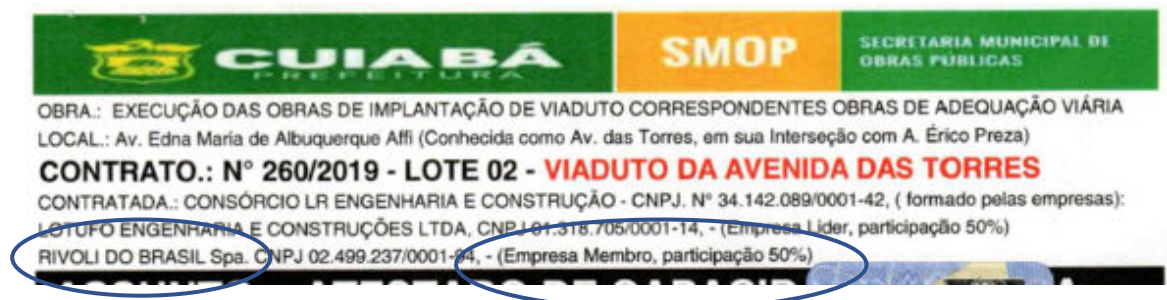 CUIABÁ
PREFEITURA
SMOP
SECRETARIA MUNICIPAL DE
OBRAS PÚBLICAS
OBRA.: EXECUÇÃO DAS OBRAS DE IMPLANTAÇÃO DE VIADUTO CORRESPONDENTES OBRAS DE ADEQUAÇÃO VIÁRIA
LOCAL.: Av. Edna Maria de Albuquerque Affi (Conhecida como Av. das Torres, em sua Interseção com A. Érico Preza)
CONTRATO.: N° 260/2019 - LOTE 02 - VIADUTO DA AVENIDA DAS TORRES
CONTRATADA.: CONSÓRCIO LR ENGENHARIA E CONSTRUÇÃO - CNPJ. N° 34.142.089/0001-42, ( formado pelas empresas):
LOTUFO ENGENHARIA E CONSTRUÇÕES LTDA, CNPJ 01.318.705/0001-14, - (Empresa Lider, participação 50%)
RIVOLI DO BRASIL Spa. CNPJ 02.499.237/0001-94, - (Empresa Membro, participação 50%)